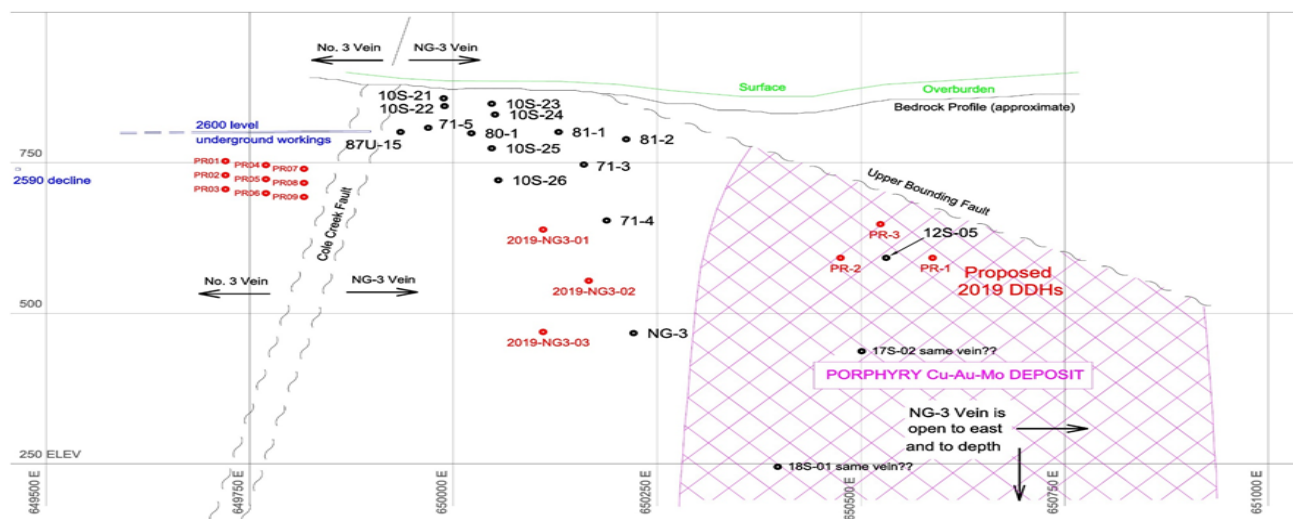 No. 3 Vein
NG-3 Vein
Surface
Overburden
Bedrock Profile (approximate)
10S-21
10S-22
10S-23
10S-24
2600 level
underground workings
87U-15
71-5
80-1
81-1
81-2
10S-25
71-3
10S-26
750
2590 decline
PR01
PR04
PR07
PR02
PR05
PR08
PR03
PR06
PR09
Cole Creek Fault
Upper Bounding Fault
71-4
2019-NG3-01
PR-3
12S-05
PR-2
PR-1
Proposed
2019 DDHs
No. 3 Vein
NG-3 Vein
2019-NG3-02
500
2019-NG3-03
NG-3
17S-02 same vein??
PORPHYRY Cu-Au-Mo DEPOSIT
NG-3 Vein is
open to east
and to depth
250 ELEV
18S-01 same vein??
649500 E
649750 E
650000 E
650250 E
650500 E
650750 E
651000 E